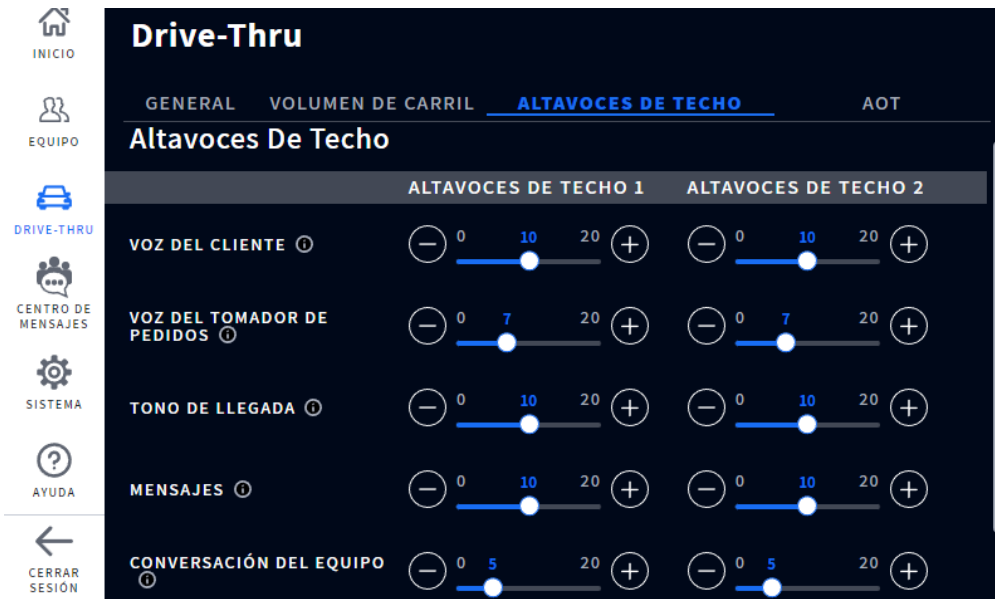 INICIO
EQUIPO
DRIVE-THRU
CENTRO DE
MENSAJES
SISTEMA
AYUDA
CERRAR
SESIÓN
Drive-Thru
GENERAL VOLUMEN DE CARRIL ALTAVOCES DE TECHO AOT
Altavoces De Techo
ALTAVOCES DE TECHO 1 ALTAVOCES DE TECHO 2
VOZ DEL CLIENTE 0 10 20 0 10 20
VOZ DEL TOMADOR DE
PEDIDOS 0 7 20 0 7 20
TONO DE LLEGADA 0 10 20 0 10 20
MENSAJES 0 10 20 0 10 20
CONVERSACIÓN DEL EQUIPO 0 5 20 0 5 20